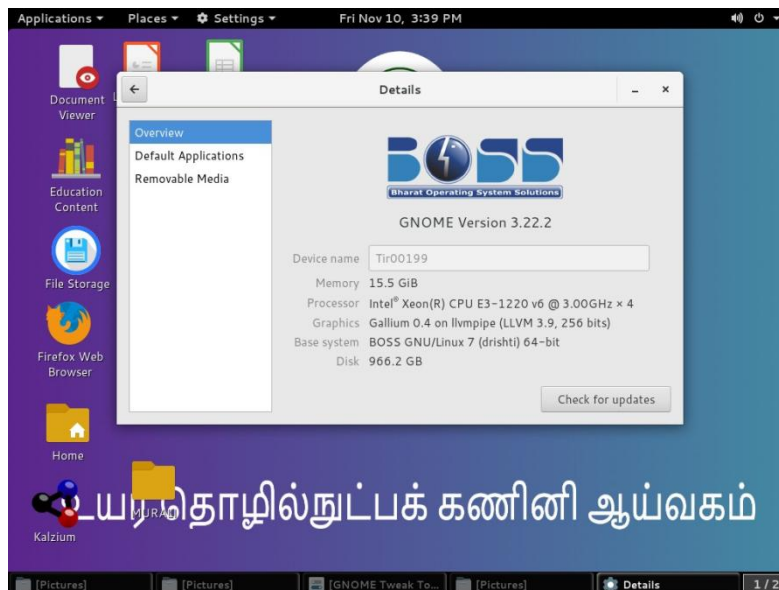 Applications Places Settings Fri Nov 10, 3:39 PM
Document
Viewer
Education
Content
File Storage
Firefox Web
Browser
Home
Kalzium
Details
Overview
Default Applications
Removable Media
BOSS
Bharat Operating System Solutions
GNOME Version 3.22.2
Device name Tir00199
Memory 15.5 GiB
Processor Intel® Xeon(R) CPU E3-1220 v6 @ 3.00GHz × 4
Graphics Gallium 0.4 on llvmpipe (LLVM 3.9, 256 bits)
Base system BOSS GNU/Linux 7 (drishti) 64-bit
Disk 966.2 GB
Check for updates
உயர் தொழில்நுட்பக் கணினி ஆய்வகம்
MURALI
[Pictures] [Pictures] [GNOME Tweak To... [Pictures] Details 1 / 2